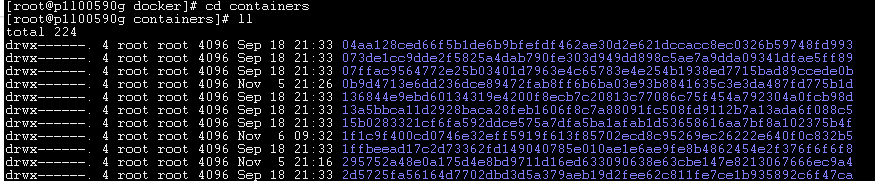 [root@p1100590g docker]# cd containers
[root@p1100590g containers]# ll
total 224
drwx------. 4 root root 4096 Sep 18 21:33 04aa128ced66f5b1de6b9bfefdf462ae30d2e621dccacc8ec0326b59748fd993
drwx------. 4 root root 4096 Sep 18 21:33 073de1cc9dde2f5825a4dab790fe303d949dd898c5ae7a9dda09341dfae5ff89
drwx------. 4 root root 4096 Sep 18 21:33 07ffac9564772e25b03401d7963e4c65783e4e254b1938ed7715bad89ccede0b
drwx------. 4 root root 4096 Nov  5 21:26 0b9d4713e6dd236dce89472fab8ff6b6ba03e93b8841635c3e3da487fd775b1d
drwx------. 4 root root 4096 Sep 18 21:33 136844e9ebd60134319e4200f8ecb7c20813c77086c75f454a792304a0fcb98d
drwx------. 4 root root 4096 Sep 18 21:33 13a5bbca11d2928baca28feb1606f8c7a88091fc508fd9112b7a13ada6f088c5
drwx------. 4 root root 4096 Sep 18 21:33 15b028332cf6fa592ddce575a7dfa5ba1afab1d53658616aa7bf8a102375b4f
drwx------. 4 root root 4096 Nov  6 09:32 1f1c9f400cd0746e32eff5919f613f85702ecd8c95269ec26222e640f0c832b5
drwx------. 4 root root 4096 Sep 18 21:33 1ffbeead17c2d73362fd149040785e010ae1e6ae9fe8b4862454e2f376f6f6f8
drwx------. 4 root root 4096 Nov  5 21:16 295752a48e0a175d4e8bd9711d16ed633090638e63cbe147e8213067666ec9a4
drwx------. 4 root root 4096 Sep 18 21:33 2d5725fa56164d7702dbd3d5a379aeb19d2fee62c811fe7ce1b935892c6f47ca